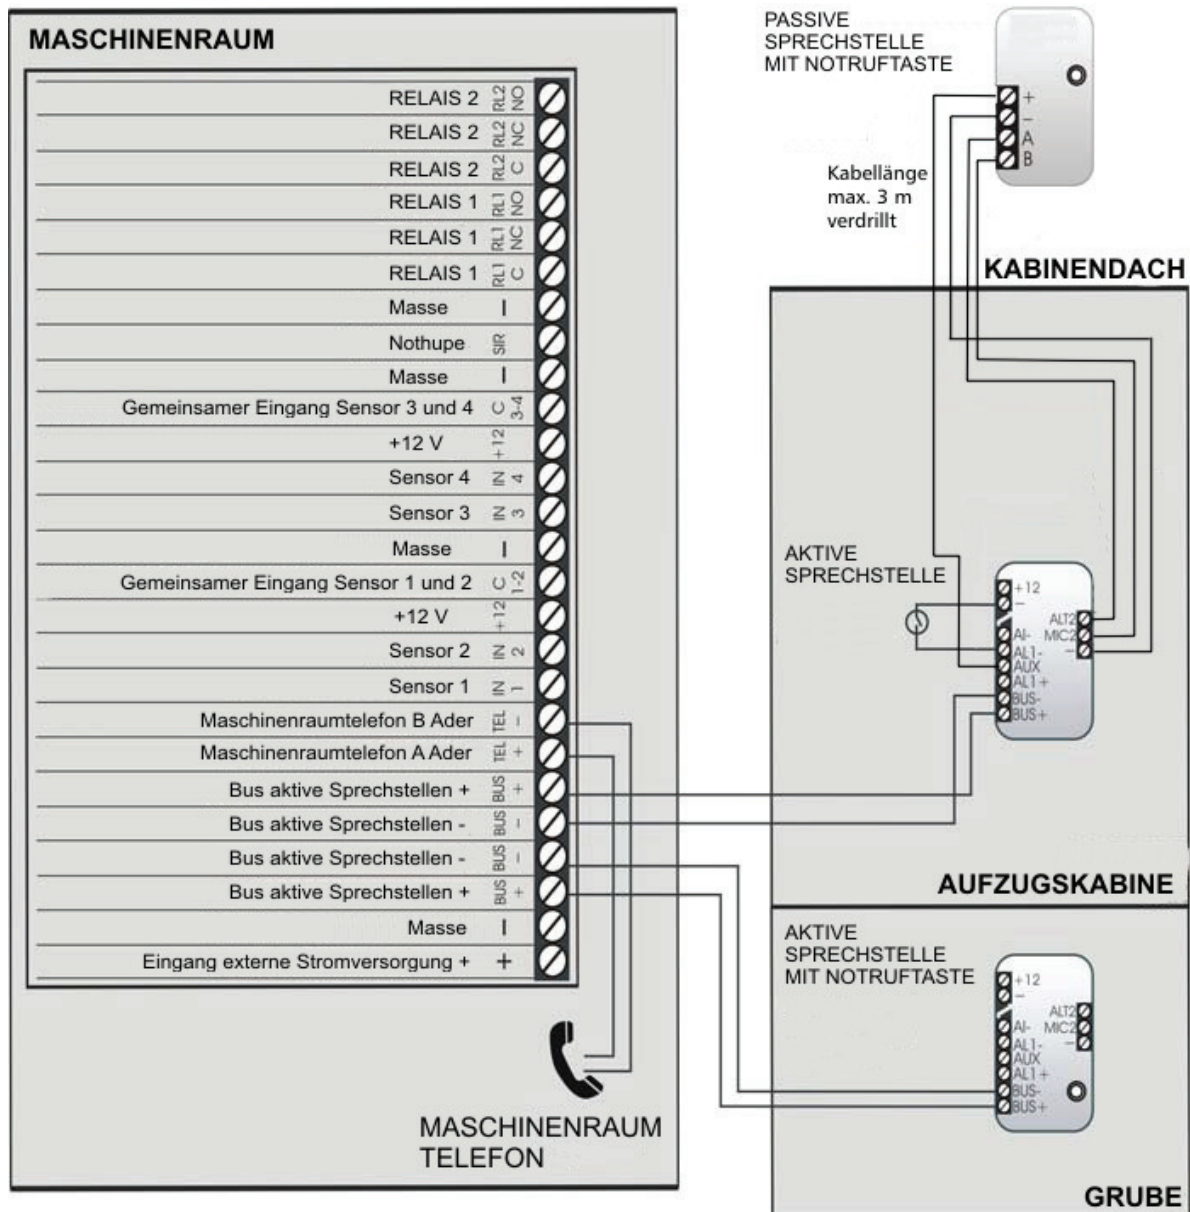 MASCHINENRAUM
RELAIS 2 RL2 NO
RELAIS 2 RL2 NC
RELAIS 2 RL2 C
RELAIS 1 RL1 NO
RELAIS 1 RL1 NC
RELAIS 1 RL1 C
Masse –
Nothupe SIR
Masse –
Gemeinsamer Eingang Sensor 3 und 4 C 3-4
+12 V +12
Sensor 4 IN 4
Sensor 3 IN 3
Masse –
Gemeinsamer Eingang Sensor 1 und 2 C 1-2
+12 V +12
Sensor 2 IN 2
Sensor 1 IN 1
Maschinenraumtelefon B Ader TEL –
Maschinenraumtelefon A Ader TEL +
Bus aktive Sprechstellen + BUS +
Bus aktive Sprechstellen - BUS –
Bus aktive Sprechstellen - BUS –
Bus aktive Sprechstellen + BUS +
Masse –
Eingang externe Stromversorgung + +
MASCHINENRAUM
TELEFON
PASSIVE
SPRECHSTELLE
MIT NOTRUFTASTE
+
–
A
B
Kabellänge
max. 3 m
verdrillt
KABINENDACH
AKTIVE
SPRECHSTELLE
+12
–
AI-
AL1-
AUX
AL1+
BUS-
BUS+
ALT2
MIC2
–
AUFZUGSKABINE
AKTIVE
SPRECHSTELLE
MIT NOTRUFTASTE
+12
–
AI-
AL1-
AUX
AL1+
BUS-
BUS+
ALT2
MIC2
–
GRUBE